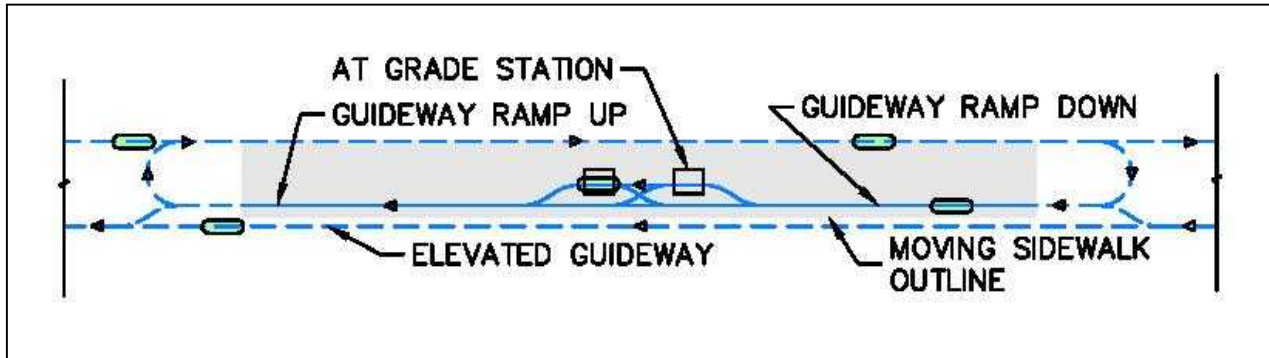 AT GRADE STATION
GUIDEWAY RAMP UP
GUIDEWAY RAMP DOWN
ELEVATED GUIDEWAY
MOVING SIDEWALK
OUTLINE